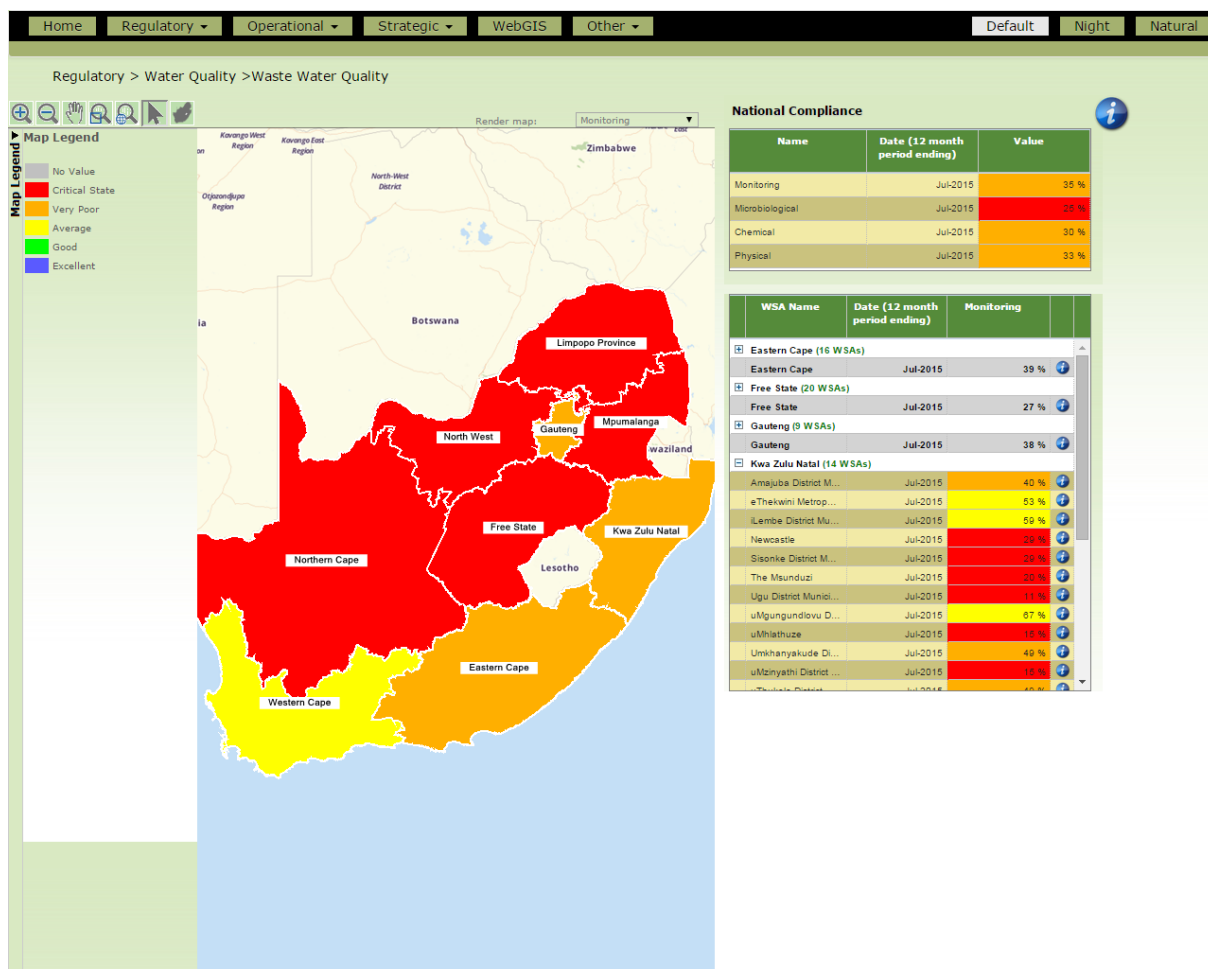 Home Regulatory Operational Strategic WebGIS Other Default Night Natural
Regulatory > Water Quality >Waste Water Quality
Render map: Monitoring
Map Legend
Map Legend
No Value
Critical State
Very Poor
Average
Good
Excellent
Kavango West
Region
Kavango East
Region
Zimbabwe
North-West
District
Otjozondjupa
Region
Botswana
Limpopo Province
North West
Gauteng
Mpumalanga
waziland
Free State
Kwa Zulu Natal
Northern Cape
Lesotho
Eastern Cape
Western Cape
National Compliance
Name Date (12 month period ending) Value
Monitoring Jul-2015 35 %
Microbiological Jul-2015
Chemical Jul-2015 30 %
Physical Jul-2015 33 %
WSA Name Date (12 month period ending) Monitoring
Eastern Cape (16 WSAs)
Eastern Cape Jul-2015 39 %
Free State (20 WSAs)
Free State Jul-2015 27 %
Gauteng (9 WSAs)
Gauteng Jul-2015 38 %
Kwa Zulu Natal (14 WSAs)
Amajuba District M... Jul-2015 40 %
eThekwini Metrop... Jul-2015 53 %
iLembe District Mu... Jul-2015 59 %
Newcastle Jul-2015 29 %
Sisonke District M... Jul-2015 29 %
The Msunduzi Jul-2015 20 %
Ugu District Munici... Jul-2015 11 %
uMgungundlovu D... Jul-2015 67 %
uMhlathuze Jul-2015 15 %
Umkhanyakude Di... Jul-2015 49 %
uMzinyathi District ... Jul-2015 15 %